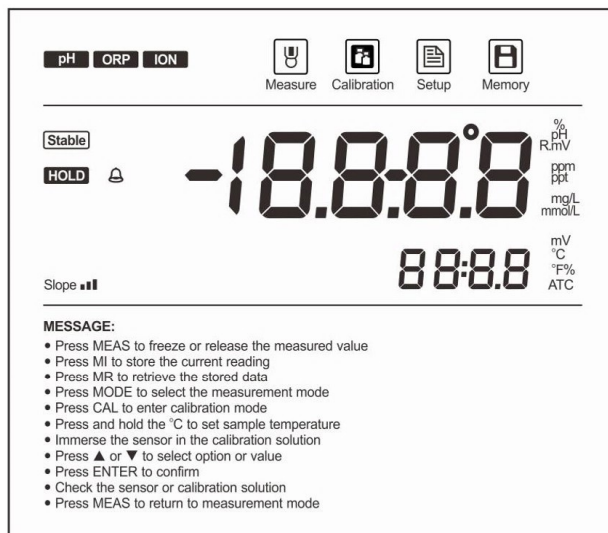 pH ORP ION
Measure Calibration Setup Memory
Stable
HOLD
-18.8-8.°8
%
pH
R.mV
ppm
ppt
mg/L
mmol/L
88:8.8
mV
°C
°F%
ATC
Slope
MESSAGE:
• Press MEAS to freeze or release the measured value
• Press MI to store the current reading
• Press MR to retrieve the stored data
• Press MODE to select the measurement mode
• Press CAL to enter calibration mode
• Press and hold the °C to set sample temperature
• Immerse the sensor in the calibration solution
• Press ▲ or ▼ to select option or value
• Press ENTER to confirm
• Check the sensor or calibration solution
• Press MEAS to return to measurement mode